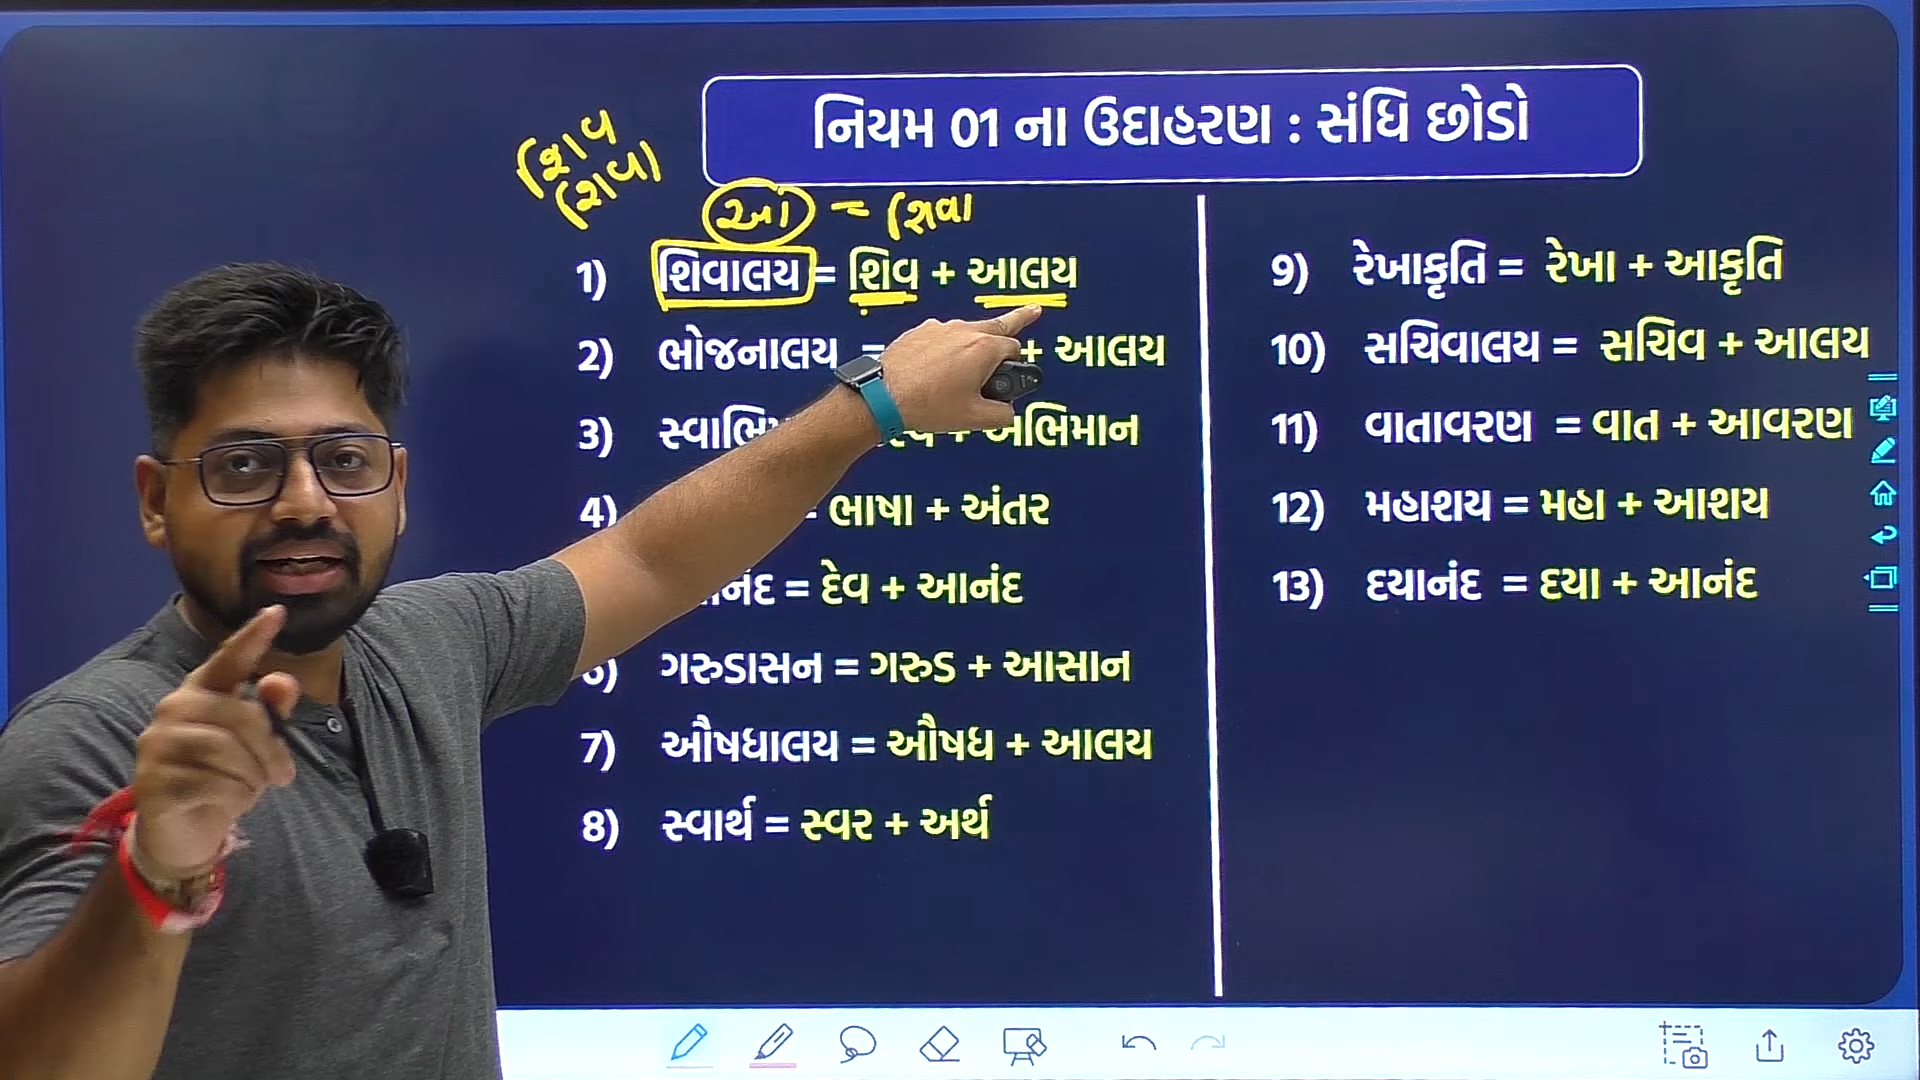 નિયમ 01 ના ઉદાહરણ : સંધિ છોડો
શિવ
શિવા
આ = શિવા
1) શિવાલય = શિવ + આલય
2) ભોજનાલય = + આલય
3) + અભિમાન
4) = ભાષા + અંતર
= દેવ + આનંદ
6) ગરુડાસન = ગરુડ + આસાન
7) ઔષધાલય = ઔષધ + આલય
8) સ્વાર્થ = સ્વર + અર્થ
9) રેખાકૃતિ = રેખા + આકૃતિ
10) સચિવાલય = સચિવ + આલય
11) વાતાવરણ = વાત + આવરણ
12) મહાશય = મહા + આશય
13) દયાનંદ = દયા + આનંદ